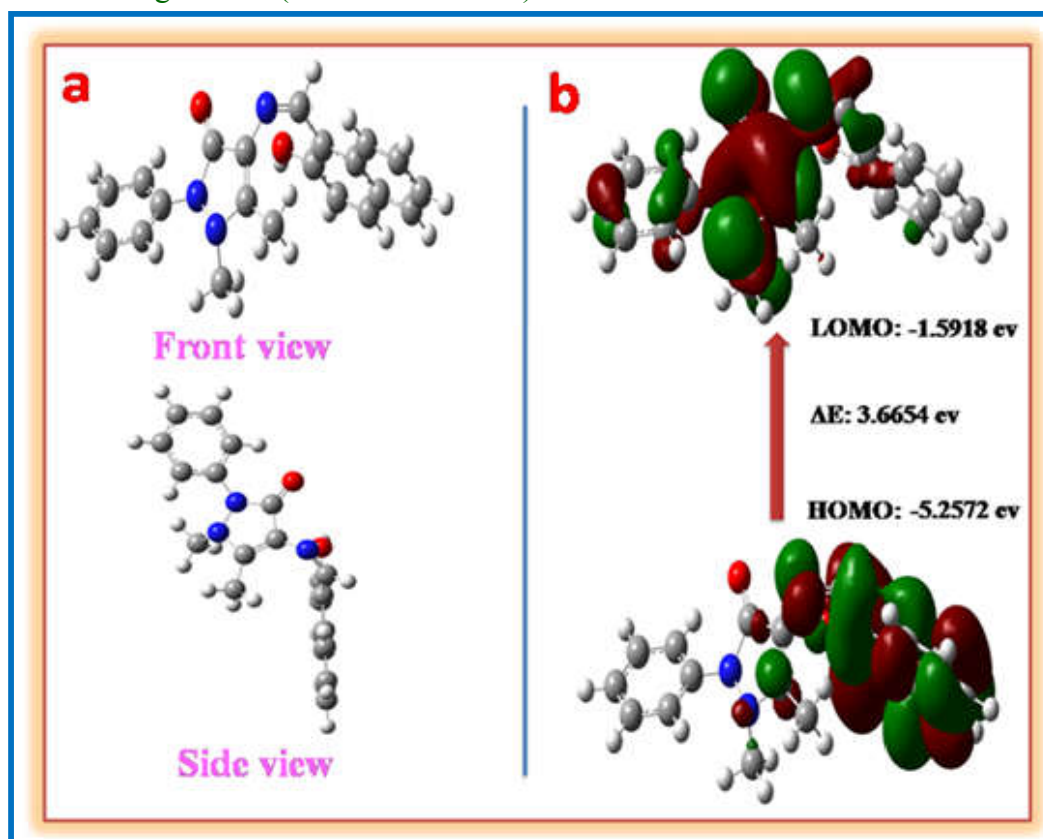 a
b
Front view
LOMO: -1.5918 ev
ΔE: 3.6654 ev
HOMO: -5.2572 ev
Side view